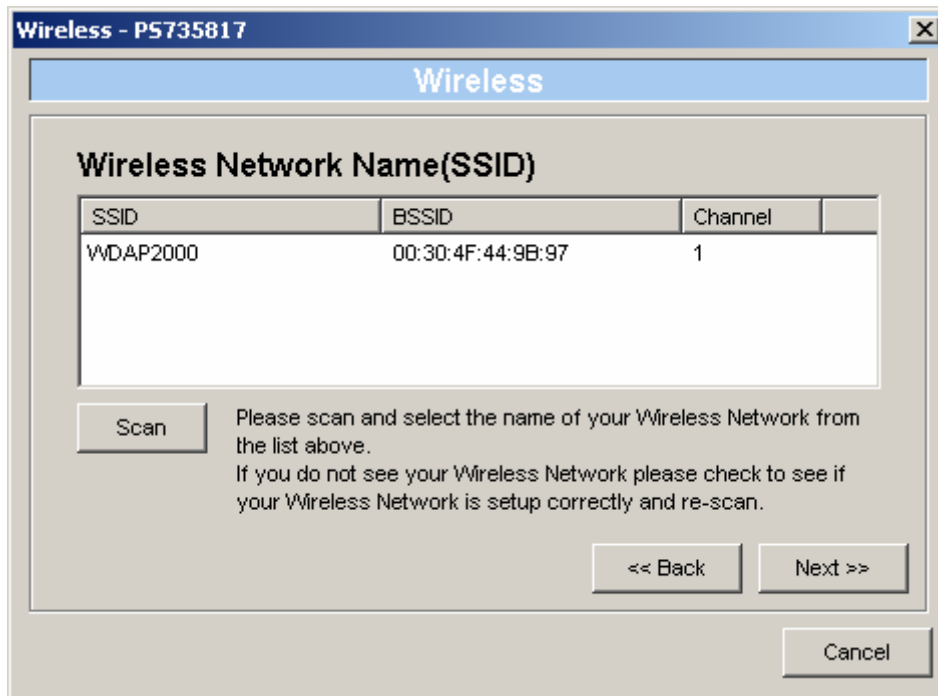 Wireless - PS735817
Wireless
Wireless Network Name(SSID)
SSID BSSID Channel
WDAP2000 00:30:4F:44:9B:97 1
Scan
Please scan and select the name of your Wireless Network from
the list above.
If you do not see your Wireless Network please check to see if
your Wireless Network is setup correctly and re-scan.
<< Back Next >>
Cancel